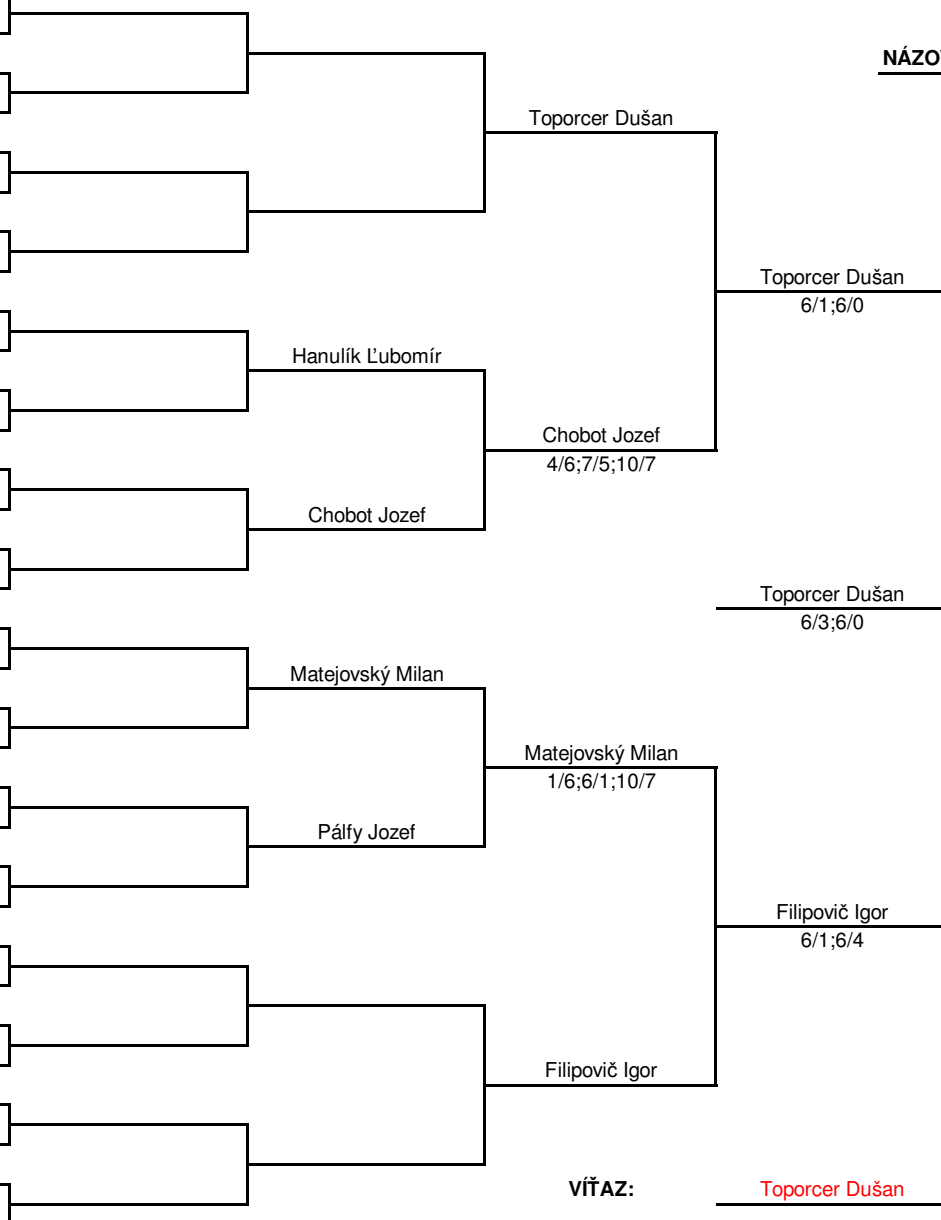 NÁZOV
Toporcer Dušan
Toporcer Dušan
6/1;6/0
Hanulík Ľubomír
Chobot Jozef
4/6;7/5;10/7
Chobot Jozef
Toporcer Dušan
6/3;6/0
Matejovský Milan
Matejovský Milan
1/6;6/1;10/7
Pálfy Jozef
Filipovič Igor
6/1;6/4
Filipovič Igor
VÍŤAZ: Toporcer Dušan